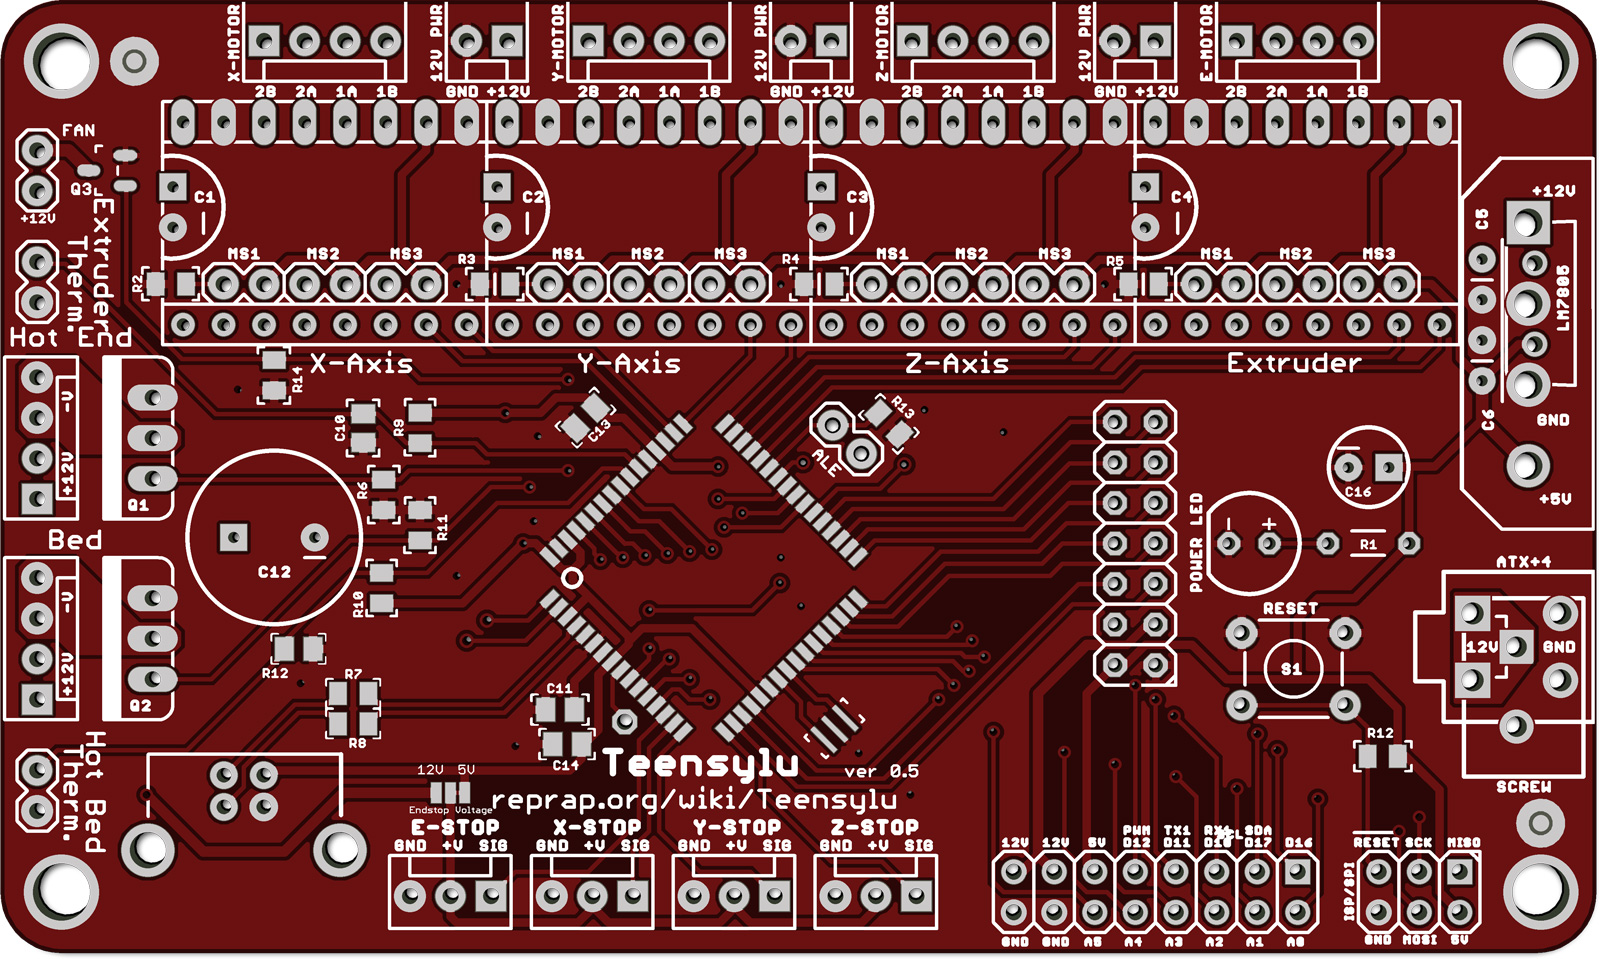 X-MOTOR
12V PWR
Y-MOTOR
12V PWR
Z-MOTOR
12V PWR
E-MOTOR
2B 2A 1A 1B
GND +12V
2B 2A 1A 1B
GND +12V
2B 2A 1A 1B
GND +12V
2B 2A 1A 1B
FAN
Q3
+12V
C1
C2
C3
C4
+12V
C5
LM7805
C6
GND
+5V
Extruder
Therm.
MS1 MS2 MS3
MS1 MS2 MS3
MS1 MS2 MS3
MS1 MS2 MS3
R2
R3
R4
R5
Hot End
X-Axis
Y-Axis
Z-Axis
Extruder
-V
+12V
Q1
R14
C10
R9
C13
R13
ALE
R6
R11
C12
R10
C16
POWER LED
- +
R1
Bed
-V
+12V
Q2
R12
R7
R8
C11
C14
RESET
S1
ATX+4
12V
GND
R12
SCREW
Hot Bed
Therm.
12V 5V
Endstop Voltage
Teensylu
ver 0.5
reprap.org/wiki/Teensylu
E-STOP
X-STOP
Y-STOP
Z-STOP
GND +V SIG
GND +V SIG
GND +V SIG
GND +V SIG
PWM TX1 SDA
12V 12V 5V D12 D11 D10 D17 D16
GND GND A5 A4 A3 A2 A1 A0
ISP/SPI
RESET SCK MISO
GND MOSI 5V